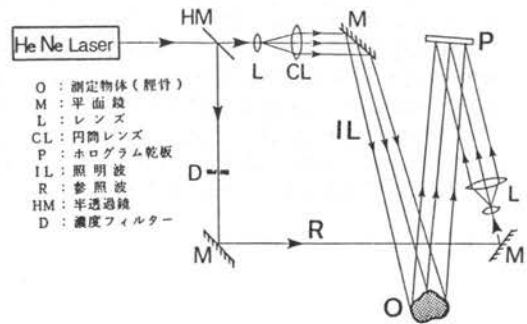 HM
He Ne Laser
L
CL
M
P
O : 測定物体(脛骨)
M : 平面鏡
L : レンズ
CL : 円筒レンズ
P : ホログラム乾板
IL : 照明波
R : 参照波
HM : 半透過鏡
D : 濃度フィルター
IL
D
L
R
M
M
O